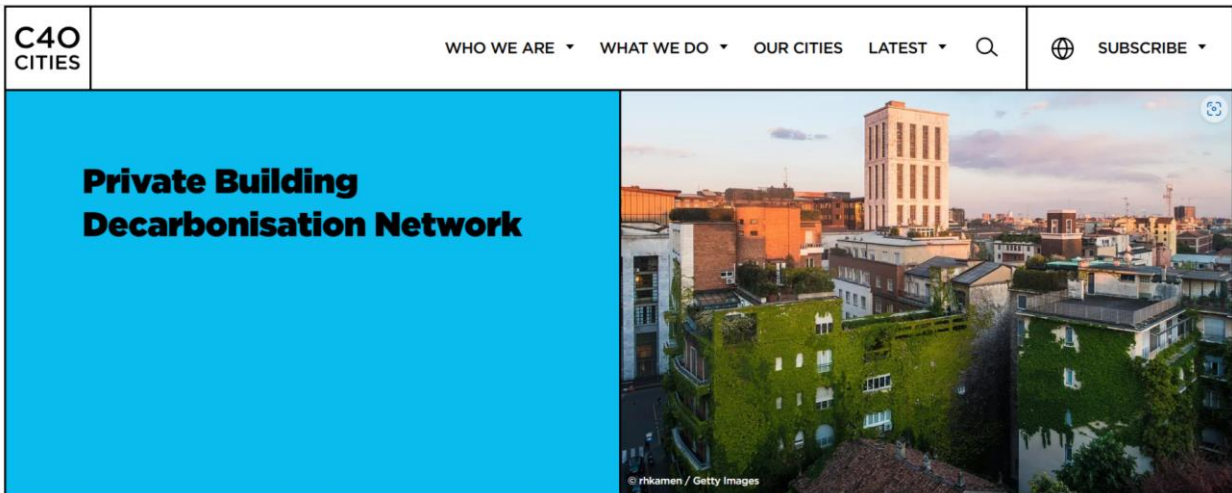 C40
CITIES
WHO WE ARE
WHAT WE DO
OUR CITIES
LATEST
SUBSCRIBE
Private Building
Decarbonisation Network
© rhkamen / Getty Images